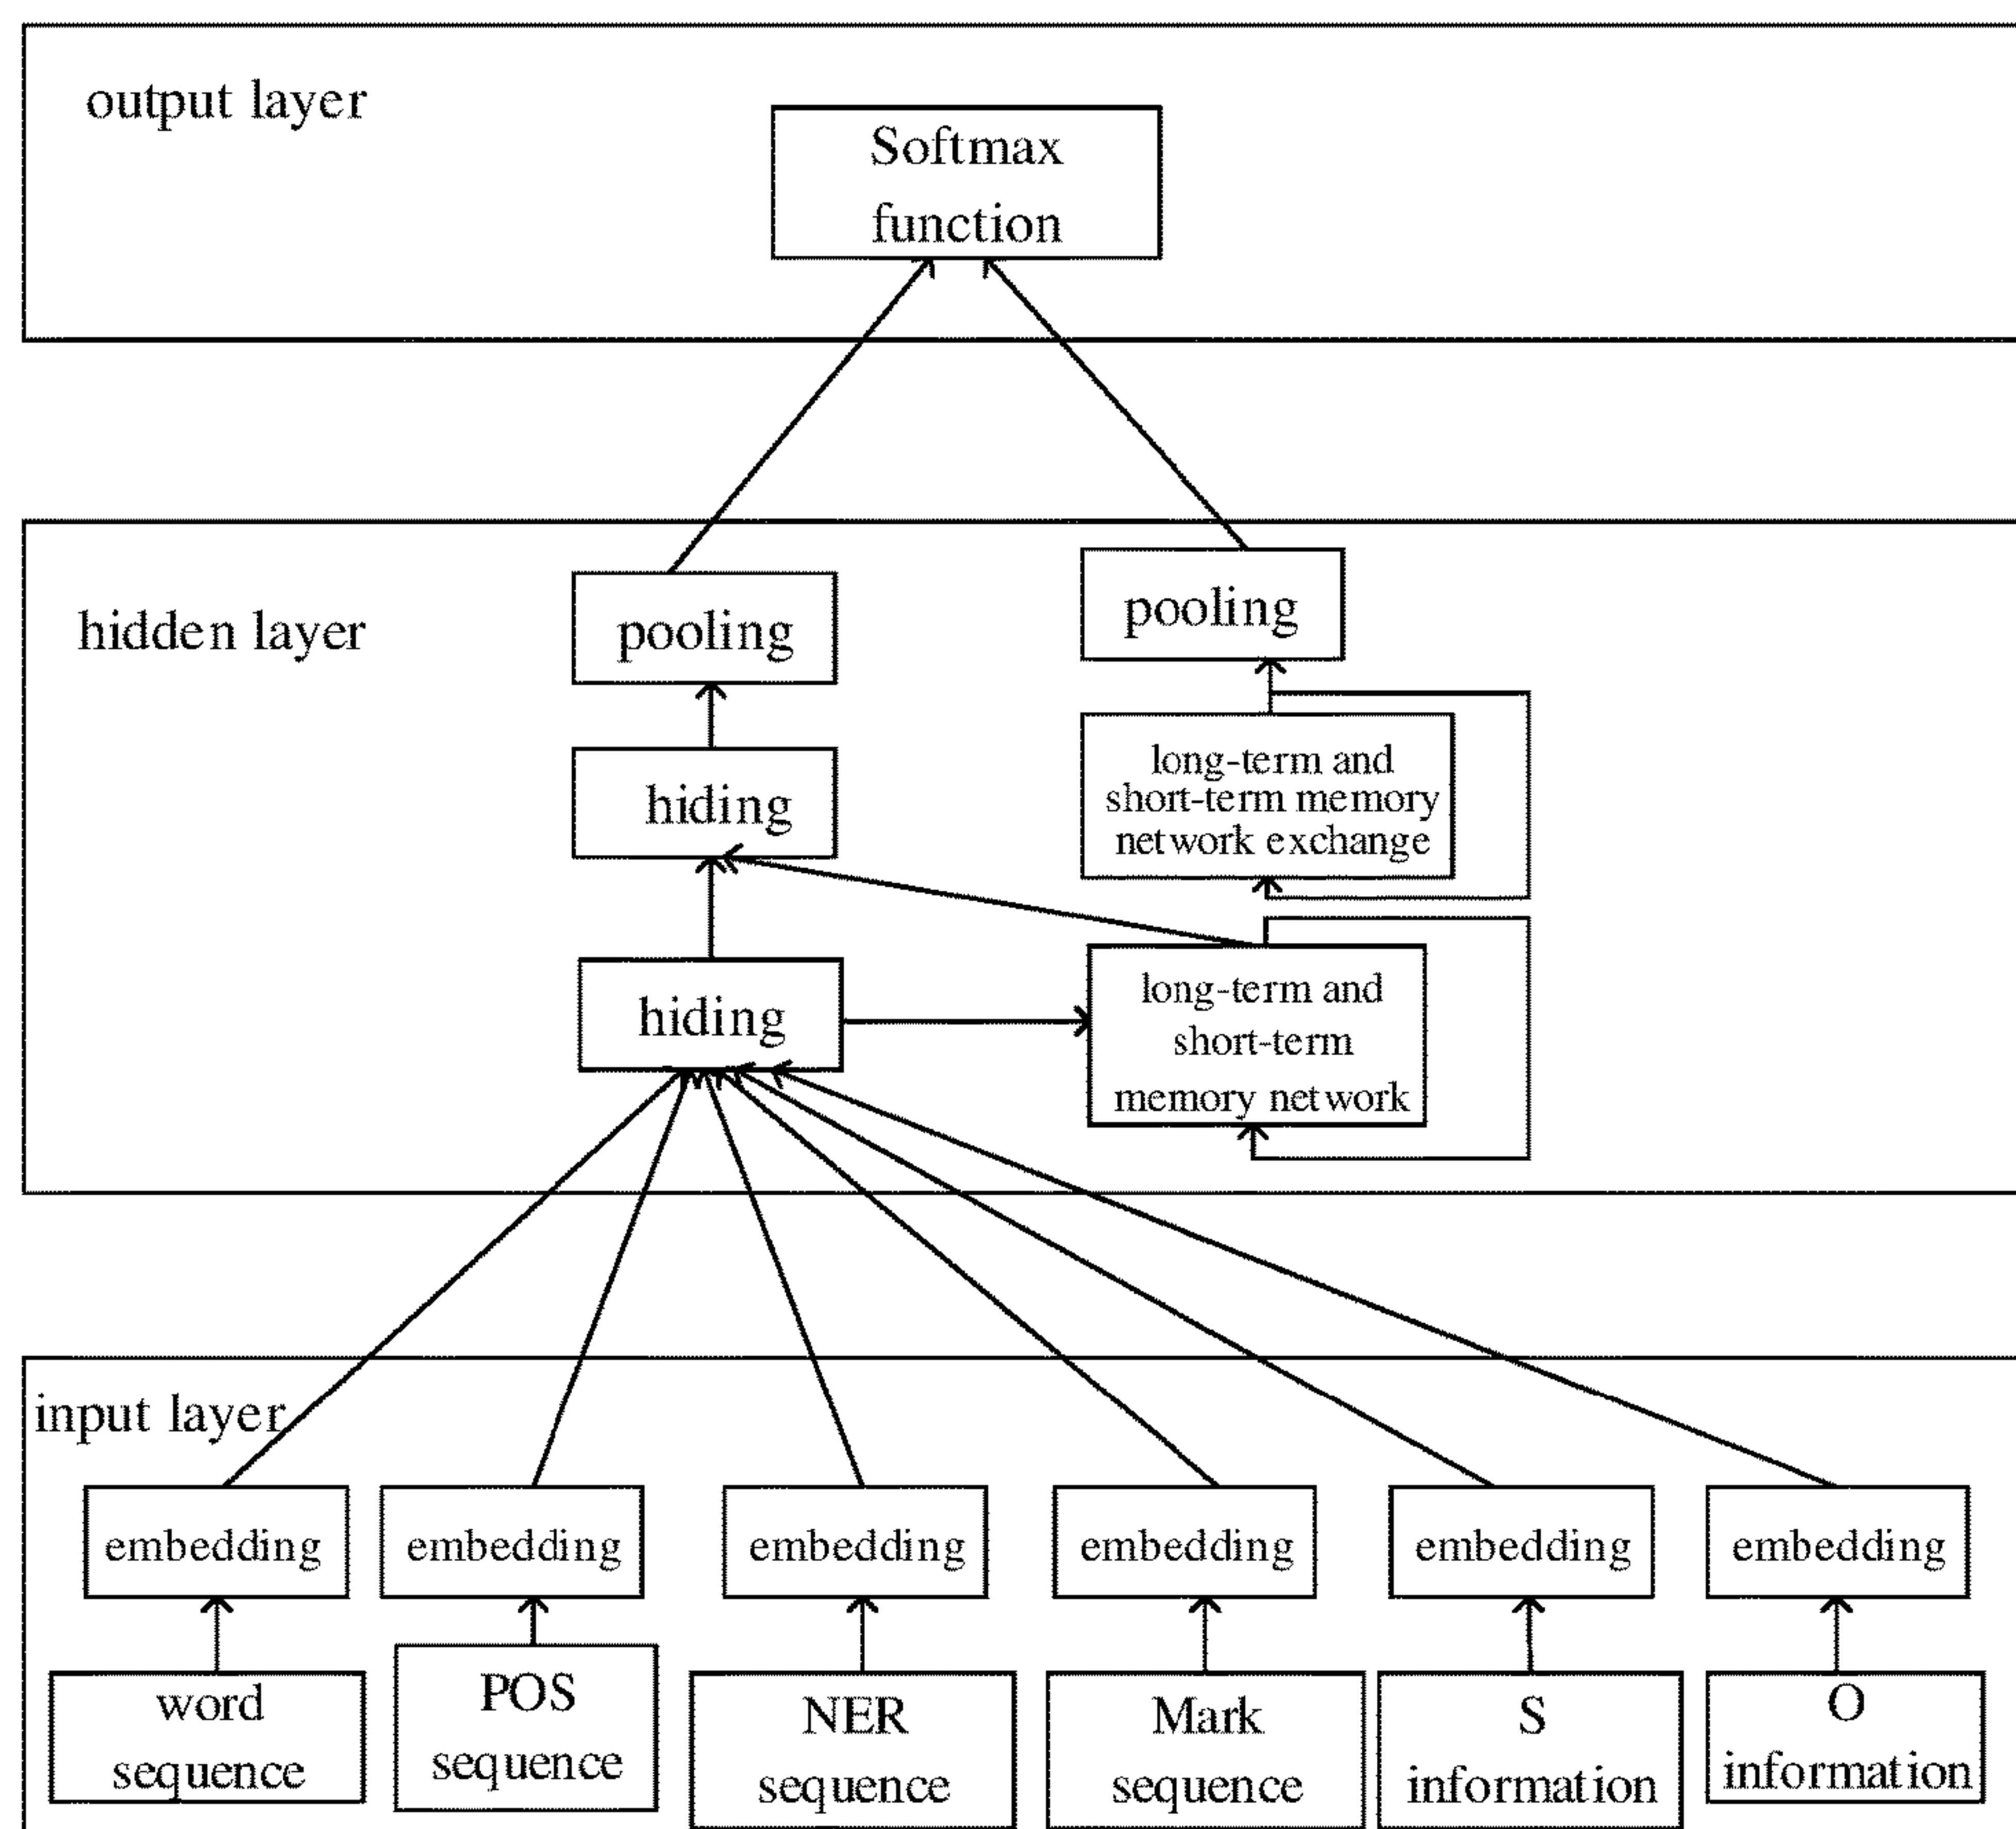 output layer
Softmax
function
hidden layer
pooling
pooling
hiding
long-term and
short-term memory
network exchange
hiding
long-term and
short-term
memory network
input layer
embedding
embedding
embedding
embedding
embedding
embedding
word
sequence
POS
sequence
NER
sequence
Mark
sequence
S
information
O
information